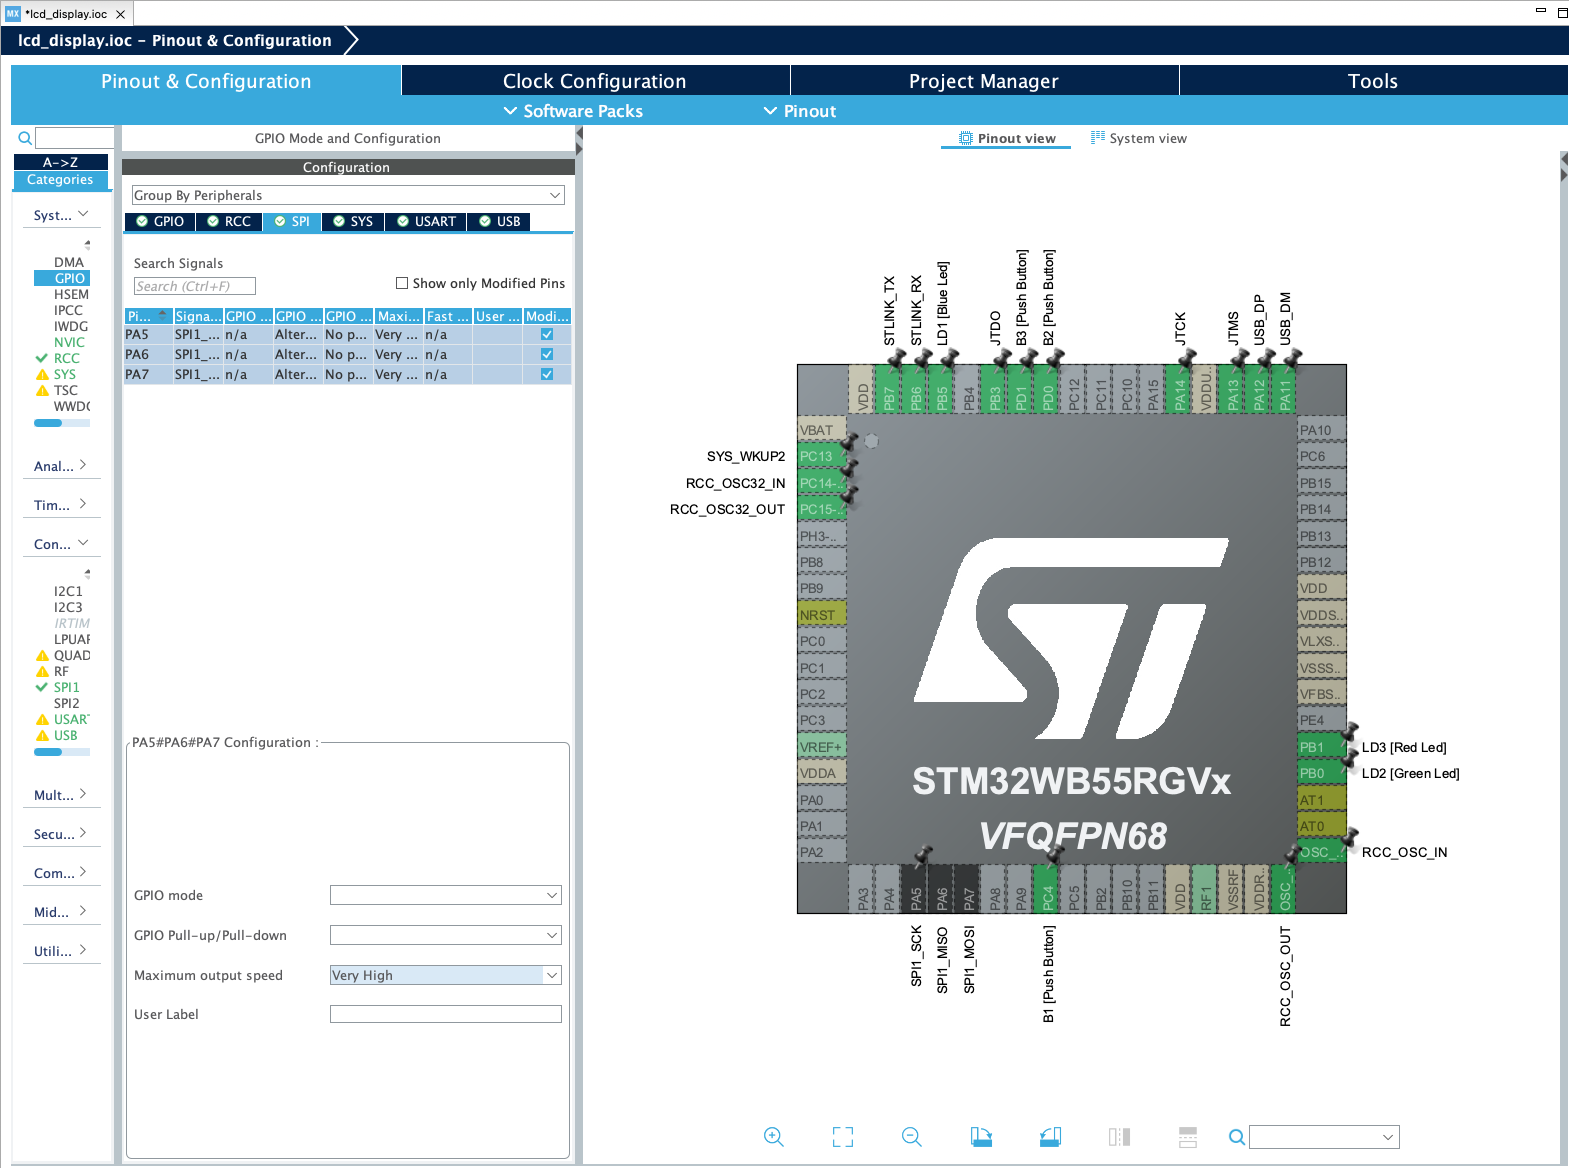 MX *lcd_display.ioc
lcd_display.ioc - Pinout & Configuration
Pinout & Configuration
Clock Configuration
Project Manager
Tools
Software Packs
Pinout
A->Z
Categories
Syst...
DMA
GPIO
HSEM
IPCC
IWDG
NVIC
RCC
SYS
TSC
WWDG
Anal...
Tim...
Con...
I2C1
I2C3
IRTIM
LPUAR
QUAD
RF
SPI1
SPI2
USART
USB
Mult...
Secu...
Com...
Mid...
Utili...
GPIO Mode and Configuration
Configuration
Group By Peripherals
GPIO RCC SPI SYS USART USB
Search Signals
Search (Ctrl+F)
Show only Modified Pins
Pi... Signa... GPIO ... GPIO ... GPIO ... Maxi... Fast ... User ... Modi...
PA5 SPI1_... n/a Alter... No p... Very ... n/a
PA6 SPI1_... n/a Alter... No p... Very ... n/a
PA7 SPI1_... n/a Alter... No p... Very ... n/a
PA5#PA6#PA7 Configuration :
GPIO mode
GPIO Pull-up/Pull-down
Maximum output speed Very High
User Label
Pinout view
System view
STLINK_TX
STLINK_RX
LD1 [Blue Led]
JTDO
B3 [Push Button]
B2 [Push Button]
JTCK
JTMS
USB_DP
USB_DM
VDD
PB7
PB6
PB5
PB4
PB3
PD1
PD0
PC12
PC11
PC10
PA15
PA14
VDDU..
PA13
PA12
PA11
VBAT
SYS_WKUP2 PC13
RCC_OSC32_IN PC14-..
RCC_OSC32_OUT PC15-..
PH3-..
PB8
PB9
NRST
PC0
PC1
PC2
PC3
VREF+
VDDA
PA0
PA1
PA2
ST
STM32WB55RGVx
VFQFPN68
PA10
PC6
PB15
PB14
PB13
PB12
VDD
VDDS..
VLXS..
VSSS..
VFBS..
PE4
PB1 LD3 [Red Led]
PB0 LD2 [Green Led]
AT1
AT0
OSC_.. RCC_OSC_IN
PA3
PA4
PA5
PA6
PA7
PA8
PA9
PC4
PC5
PB2
PB10
PB11
VDD
RF1
VSSRF
VDDR..
OSC_..
SPI1_SCK
SPI1_MISO
SPI1_MOSI
B1 [Push Button]
RCC_OSC_OUT